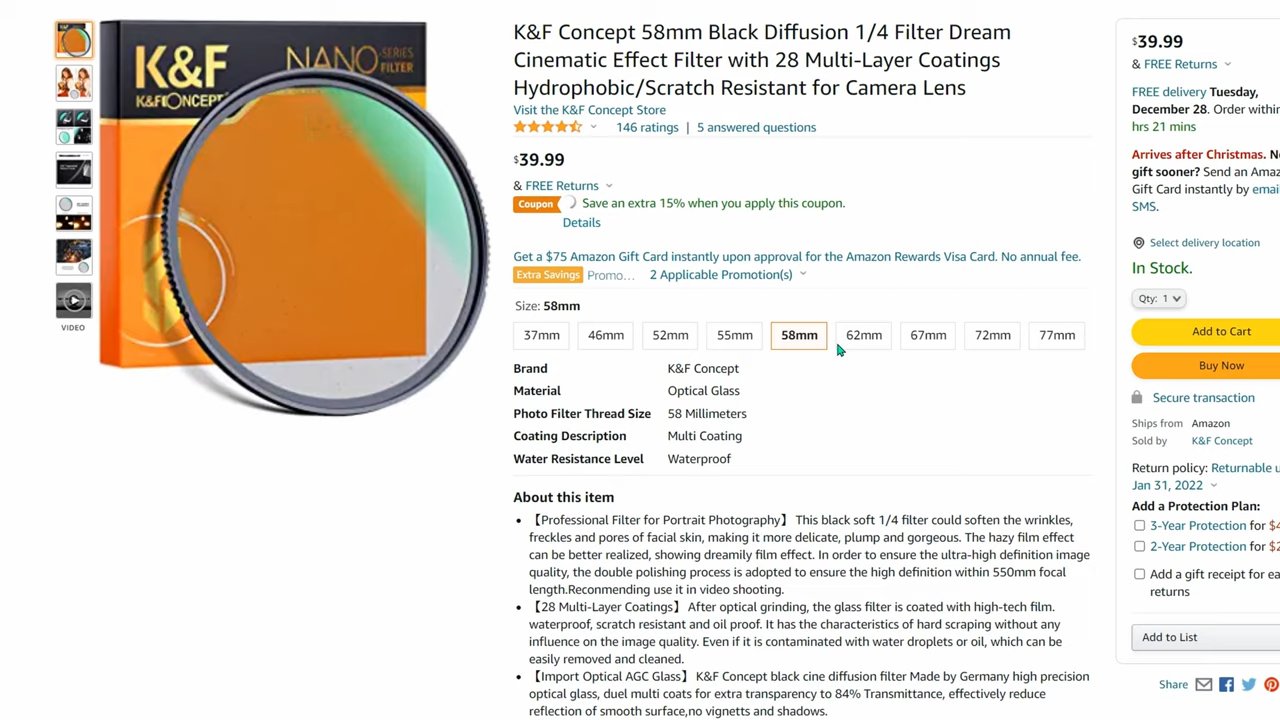 K&F
K&F CONCEPT
NANO-SERIES
FILTER
VIDEO
K&F Concept 58mm Black Diffusion 1/4 Filter Dream
Cinematic Effect Filter with 28 Multi-Layer Coatings
Hydrophobic/Scratch Resistant for Camera Lens
Visit the K&F Concept Store
146 ratings | 5 answered questions
$39.99
& FREE Returns
Coupon Save an extra 15% when you apply this coupon.
Details
Get a $75 Amazon Gift Card instantly upon approval for the Amazon Rewards Visa Card. No annual fee.
Extra Savings Promo… 2 Applicable Promotion(s)
Size: 58mm
37mm 46mm 52mm 55mm 58mm 62mm 67mm 72mm 77mm
Brand K&F Concept
Material Optical Glass
Photo Filter Thread Size 58 Millimeters
Coating Description Multi Coating
Water Resistance Level Waterproof
About this item
• 【Professional Filter for Portrait Photography】 This black soft 1/4 filter could soften the wrinkles,
freckles and pores of facial skin, making it more delicate, plump and gorgeous. The hazy film effect
can be better realized, showing dreamily film effect. In order to ensure the ultra-high definition image
quality, the double polishing process is adopted to ensure the high definition within 550mm focal
length.Reconmending use it in video shooting.
• 【28 Multi-Layer Coatings】 After optical grinding, the glass filter is coated with high-tech film.
waterproof, scratch resistant and oil proof. It has the characteristics of hard scraping without any
influence on the image quality. Even if it is contaminated with water droplets or oil, which can be
easily removed and cleaned.
• 【Import Optical AGC Glass】 K&F Concept black cine diffusion filter Made by Germany high precision
optical glass, duel multi coats for extra transparency to 84% Transmittance, effectively reduce
reflection of smooth surface,no vignetts and shadows.
$39.99
& FREE Returns
FREE delivery Tuesday,
December 28. Order within
hrs 21 mins
Arrives after Christmas. N
gift sooner? Send an Amaz
Gift Card instantly by emai
SMS.
Select delivery location
In Stock.
Qty: 1
Add to Cart
Buy Now
Secure transaction
Ships from Amazon
Sold by K&F Concept
Return policy: Returnable u
Jan 31, 2022
Add a Protection Plan:
3-Year Protection for $4
2-Year Protection for $2
Add a gift receipt for ea
returns
Add to List
Share